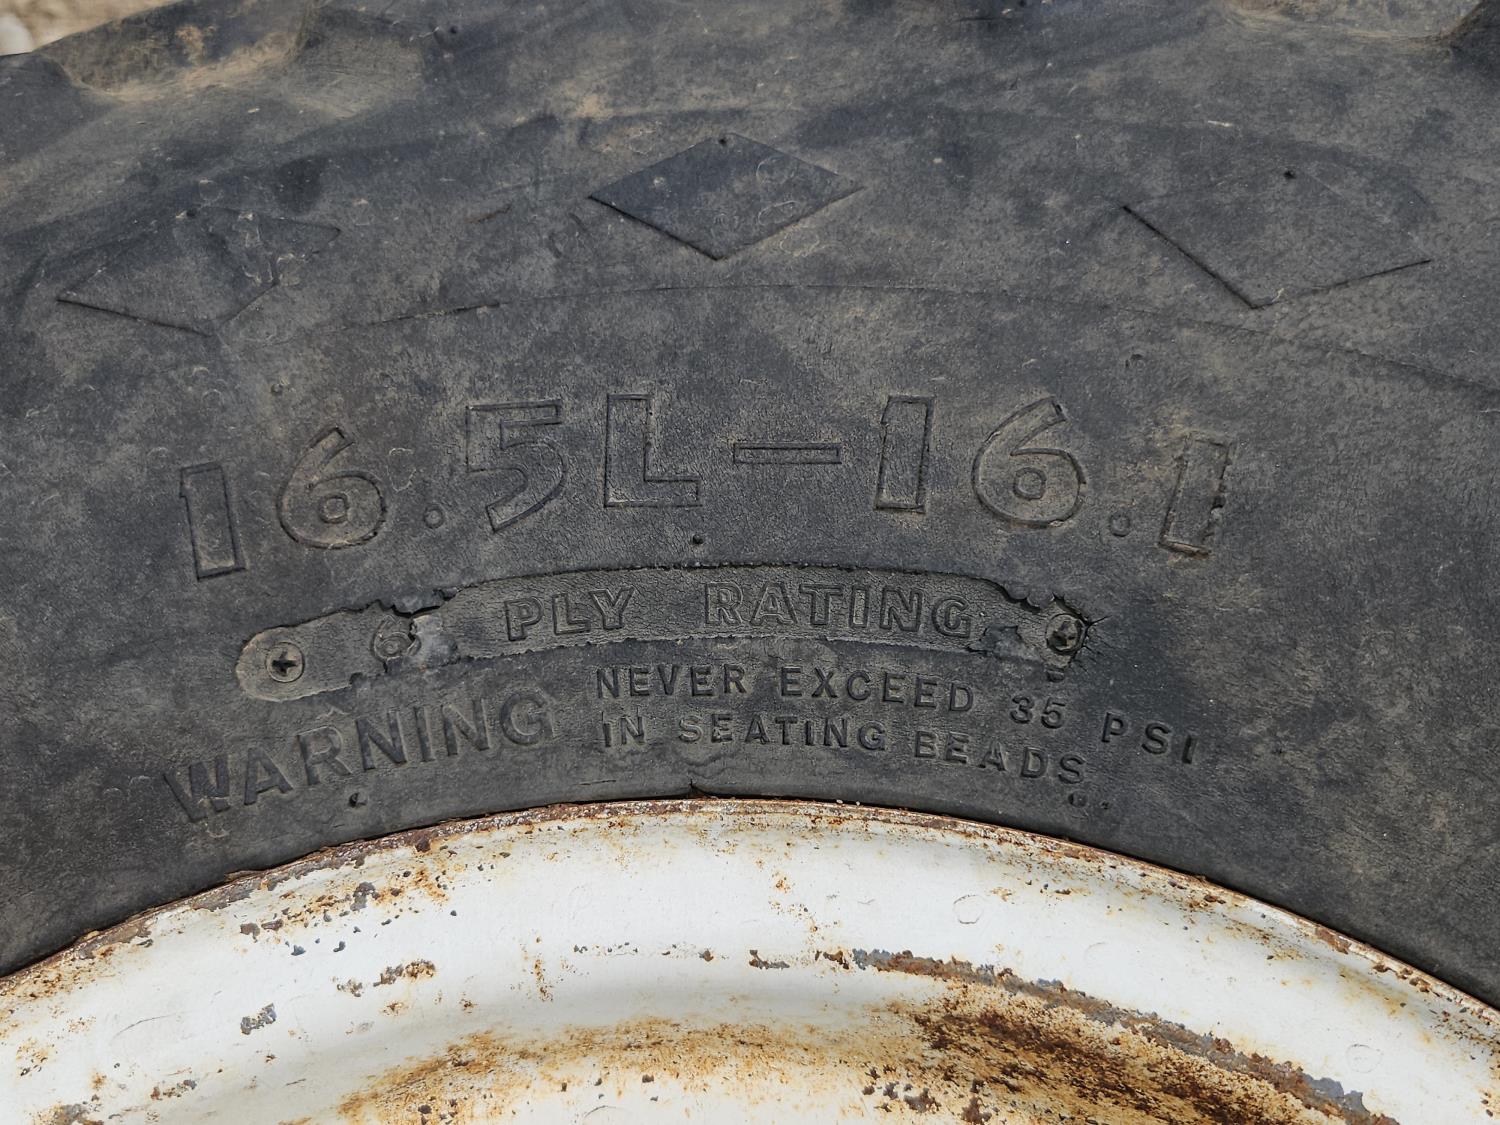 16.5L-16.1
6 PLY RATING
WARNING NEVER EXCEED 35 PSI
IN SEATING BEADS